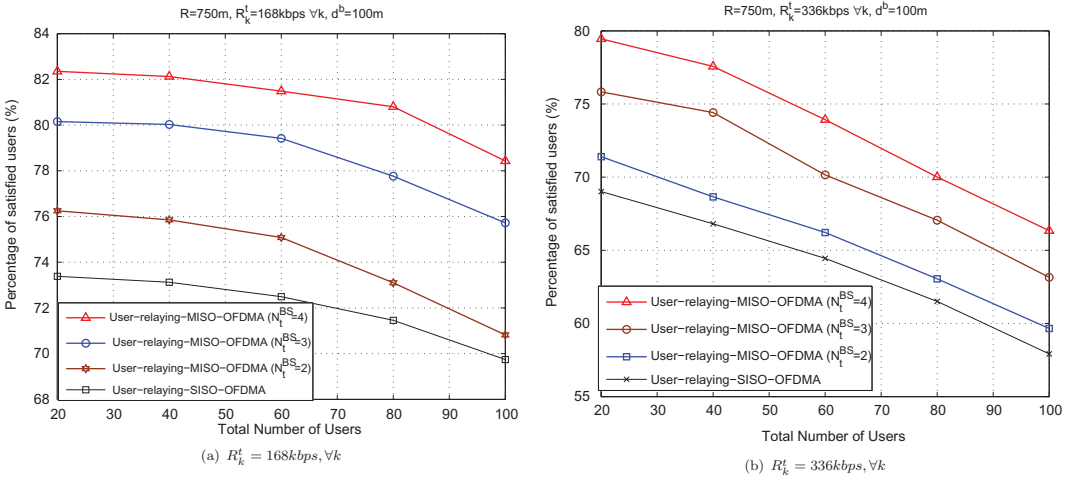 R=750m, R_k^t=168kbps ∀k, d^b=100m
Percentage of satisfied users (%)
84
82
80
78
76
74
72
70
68
User−relaying−MISO−OFDMA (N_t^BS=4)
User−relaying−MISO−OFDMA (N_t^BS=3)
User−relaying−MISO−OFDMA (N_t^BS=2)
User−relaying−SISO−OFDMA
20 30 40 50 60 70 80 90 100
Total Number of Users
(a) R_k^t = 168kbps, ∀k
R=750m, R_k^t=336kbps ∀k, d^b=100m
Percentage of satisfied users (%)
80
75
70
65
60
55
User−relaying−MISO−OFDMA (N_t^BS=4)
User−relaying−MISO−OFDMA (N_t^BS=3)
User−relaying−MISO−OFDMA (N_t^BS=2)
User−relaying−SISO−OFDMA
20 30 40 50 60 70 80 90 100
Total Number of Users
(b) R_k^t = 336kbps, ∀k